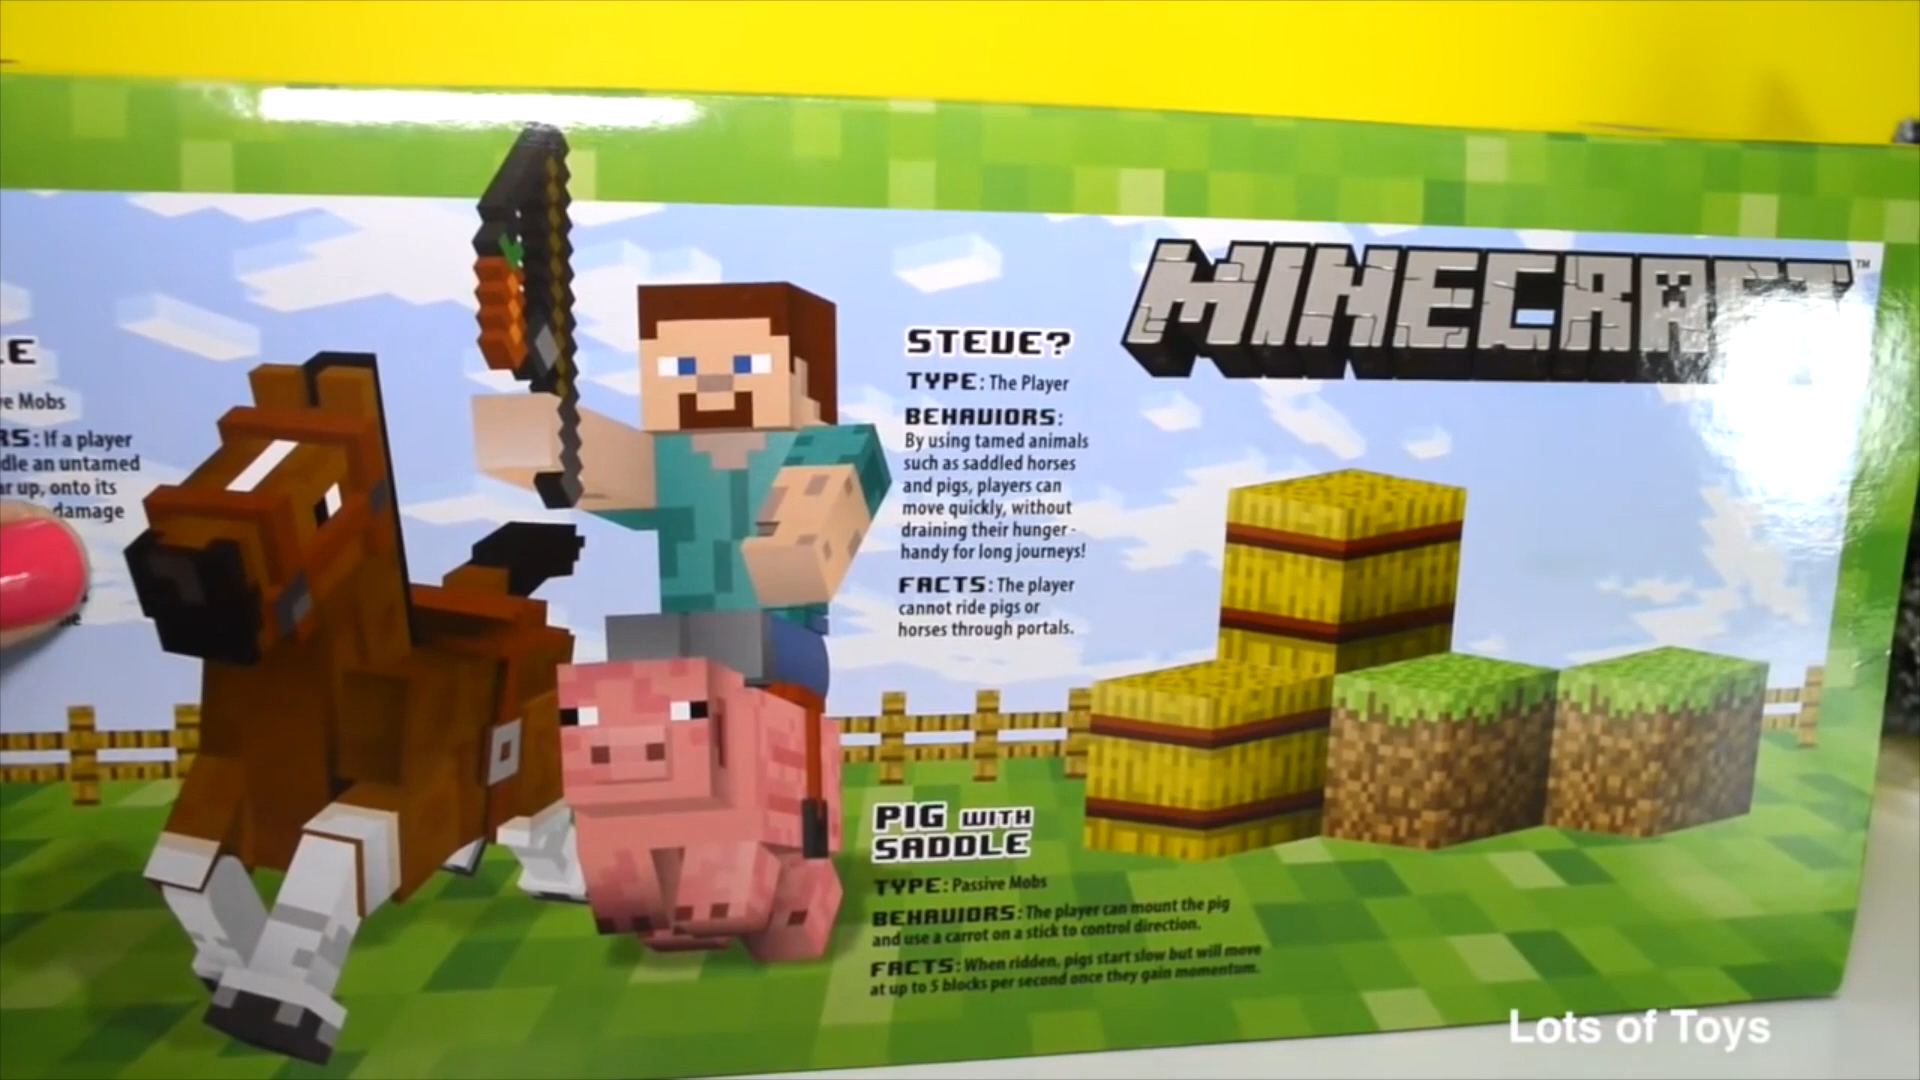 MINECRAFT™
E
ve Mobs
RS: If a player
dle an untamed
ar up, onto its
damage
STEVE?
TYPE: The Player
BEHAVIORS:
By using tamed animals
such as saddled horses
and pigs, players can
move quickly, without
draining their hunger -
handy for long journeys!
FACTS: The player
cannot ride pigs or
horses through portals.
PIG WITH
SADDLE
TYPE: Passive Mobs
BEHAVIORS: The player can mount the pig
and use a carrot on a stick to control direction.
FACTS: When ridden, pigs start slow but will move
at up to 5 blocks per second once they gain momentum.
Lots of Toys